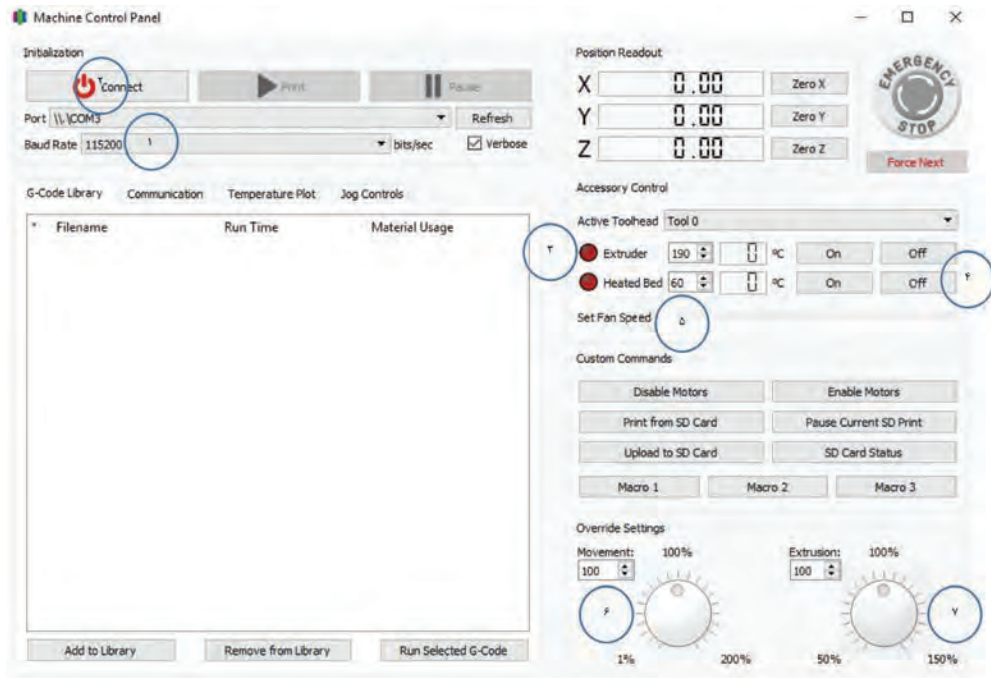 Machine Control Panel
Initialization
۲ Connect
Print
Pause
Port \\.\COM3
Refresh
Baud Rate 115200 ۱
bits/sec
Verbose
G-Code Library
Communication
Temperature Plot
Jog Controls
* Filename
Run Time
Material Usage
Add to Library
Remove from Library
Run Selected G-Code
Position Readout
X 0.00 Zero X
Y 0.00 Zero Y
Z 0.00 Zero Z
EMERGENCY
STOP
Force Next
Accessory Control
Active Toolhead Tool 0
۳
Extruder 190 0 ºC On Off
Heated Bed 60 0 ºC On Off
۴
Set Fan Speed ۵
Custom Commands
Disable Motors
Enable Motors
Print from SD Card
Pause Current SD Print
Upload to SD Card
SD Card Status
Macro 1
Macro 2
Macro 3
Override Settings
Movement: 100%
100
۶
1% 200%
Extrusion: 100%
100
۷
50% 150%